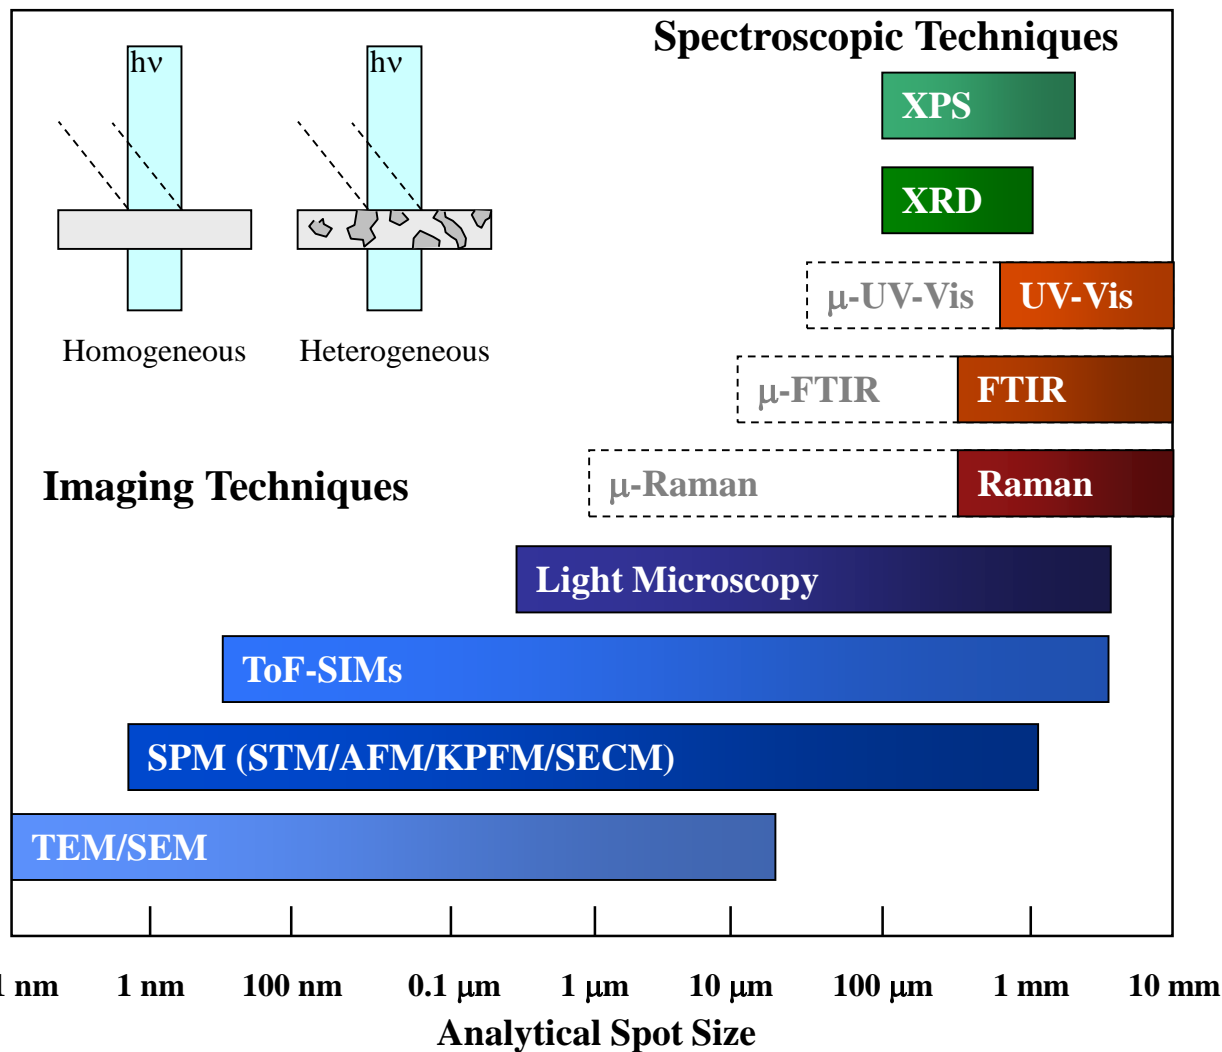 Spectroscopic Techniques
hν
hν
XPS
XRD
μ-UV-Vis
UV-Vis
Homogeneous
Heterogeneous
μ-FTIR
FTIR
Imaging Techniques
μ-Raman
Raman
Light Microscopy
ToF-SIMs
SPM (STM/AFM/KPFM/SECM)
TEM/SEM
1 nm 1 nm 100 nm 0.1 μm 1 μm 10 μm 100 μm 1 mm 10 mm
Analytical Spot Size